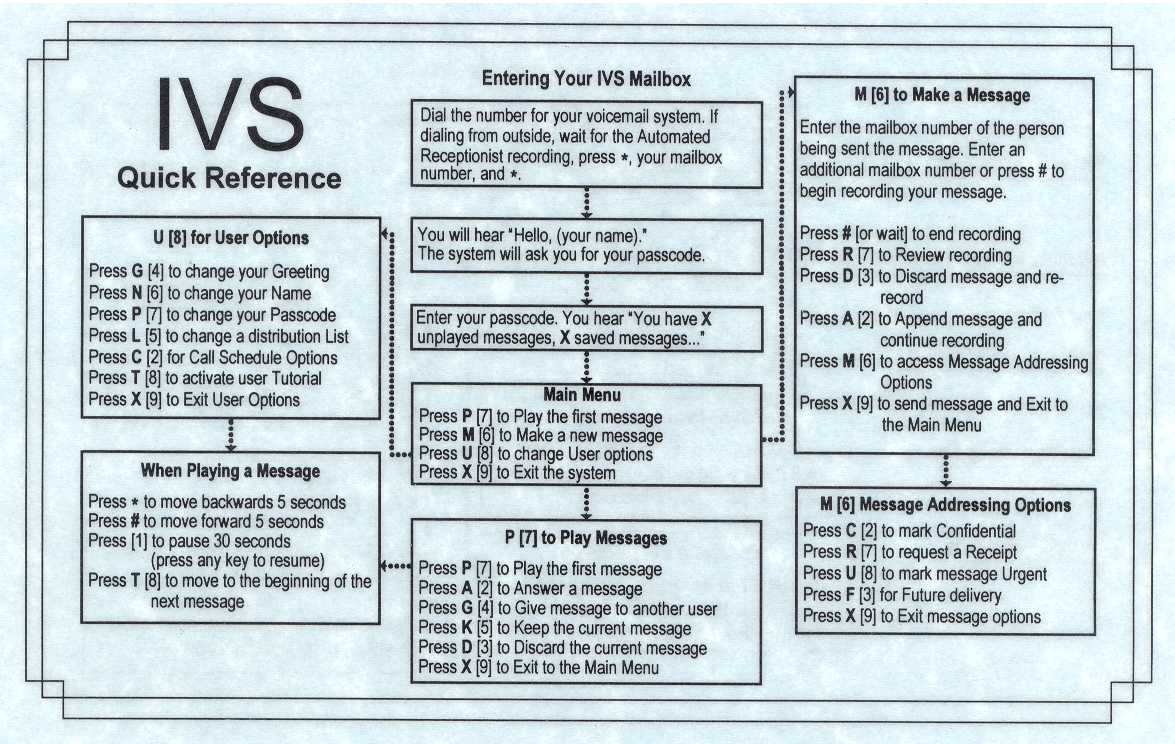 IVS
Quick Reference
Entering Your IVS Mailbox
Dial the number for your voicemail system. If
dialing from outside, wait for the Automated
Receptionist recording, press *, your mailbox
number, and *.
You will hear "Hello, (your name)."
The system will ask you for your passcode.
Enter your passcode. You hear "You have X
unplayed messages, X saved messages..."
Main Menu
Press P [7] to Play the first message
Press M [6] to Make a new message
Press U [8] to change User options
Press X [9] to Exit the system
U [8] for User Options
Press G [4] to change your Greeting
Press N [6] to change your Name
Press P [7] to change your Passcode
Press L [5] to change a distribution List
Press C [2] for Call Schedule Options
Press T [8] to activate user Tutorial
Press X [9] to Exit User Options
When Playing a Message
Press * to move backwards 5 seconds
Press # to move forward 5 seconds
Press [1] to pause 30 seconds
(press any key to resume)
Press T [8] to move to the beginning of the
next message
P [7] to Play Messages
Press P [7] to Play the first message
Press A [2] to Answer a message
Press G [4] to Give message to another user
Press K [5] to Keep the current message
Press D [3] to Discard the current message
Press X [9] to Exit to the Main Menu
M [6] to Make a Message
Enter the mailbox number of the person
being sent the message. Enter an
additional mailbox number or press # to
begin recording your message.
Press # [or wait] to end recording
Press R [7] to Review recording
Press D [3] to Discard message and re-
record
Press A [2] to Append message and
continue recording
Press M [6] to access Message Addressing
Options
Press X [9] to send message and Exit to
the Main Menu
M [6] Message Addressing Options
Press C [2] to mark Confidential
Press R [7] to request a Receipt
Press U [8] to mark message Urgent
Press F [3] for Future delivery
Press X [9] to Exit message options